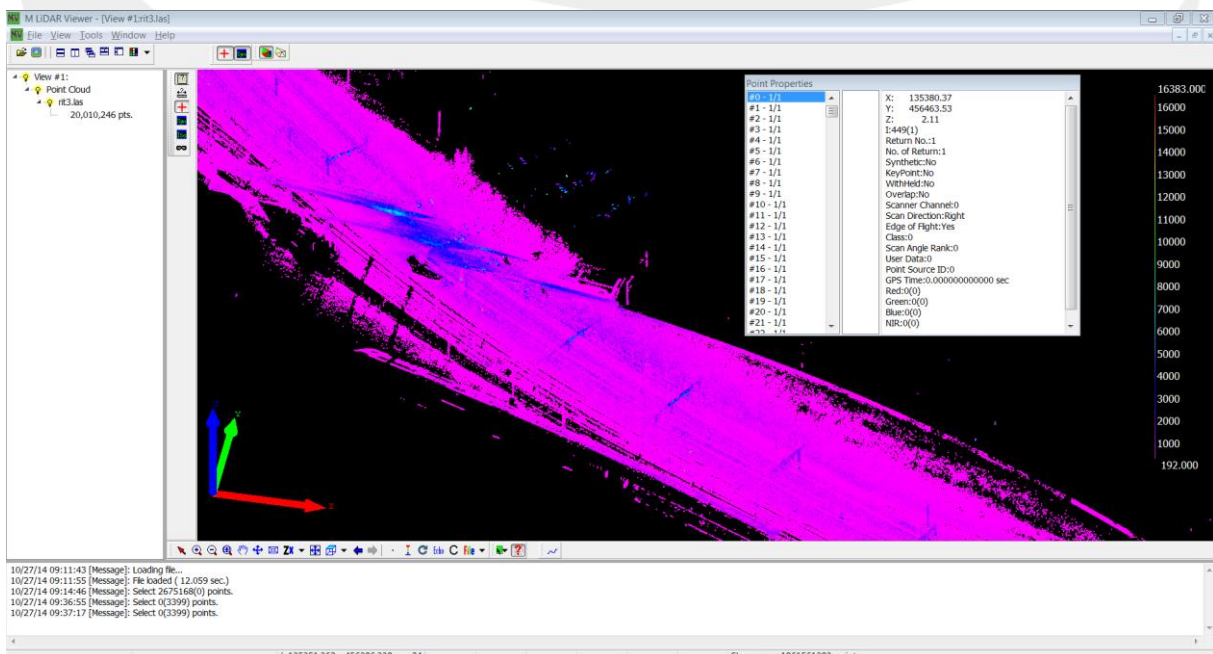 M LiDAR Viewer - [View #1:rit3.las]
File View Tools Window Help
View #1:
Point Cloud
rit3.las
20,010,246 pts.
Point Properties
#0 - 1/1
#1 - 1/1
#2 - 1/1
#3 - 1/1
#4 - 1/1
#5 - 1/1
#6 - 1/1
#7 - 1/1
#8 - 1/1
#9 - 1/1
#10 - 1/1
#11 - 1/1
#12 - 1/1
#13 - 1/1
#14 - 1/1
#15 - 1/1
#16 - 1/1
#17 - 1/1
#18 - 1/1
#19 - 1/1
#20 - 1/1
#21 - 1/1
#22 - 1/1
X: 135380.37
Y: 456463.53
Z: 2.11
I:449(1)
Return No.:1
No. of Return:1
Synthetic:No
KeyPoint:No
WithHeld:No
Overlap:No
Scanner Channel:0
Scan Direction:Right
Edge of Flight:Yes
Class:0
Scan Angle Rank:0
User Data:0
Point Source ID:0
GPS Time:0.000000000000 sec
Red:0(0)
Green:0(0)
Blue:0(0)
NIR:0(0)
16383.000
16000
15000
14000
13000
12000
11000
10000
9000
8000
7000
6000
5000
4000
3000
2000
1000
192.000
ZX
Echo C File
10/27/14 09:11:43 [Message]: Loading file...
10/27/14 09:11:55 [Message]: File loaded ( 12.059 sec.)
10/27/14 09:14:46 [Message]: Select 2675168(0) points.
10/27/14 09:36:55 [Message]: Select 0(3399) points.
10/27/14 09:37:17 [Message]: Select 0(3399) points.